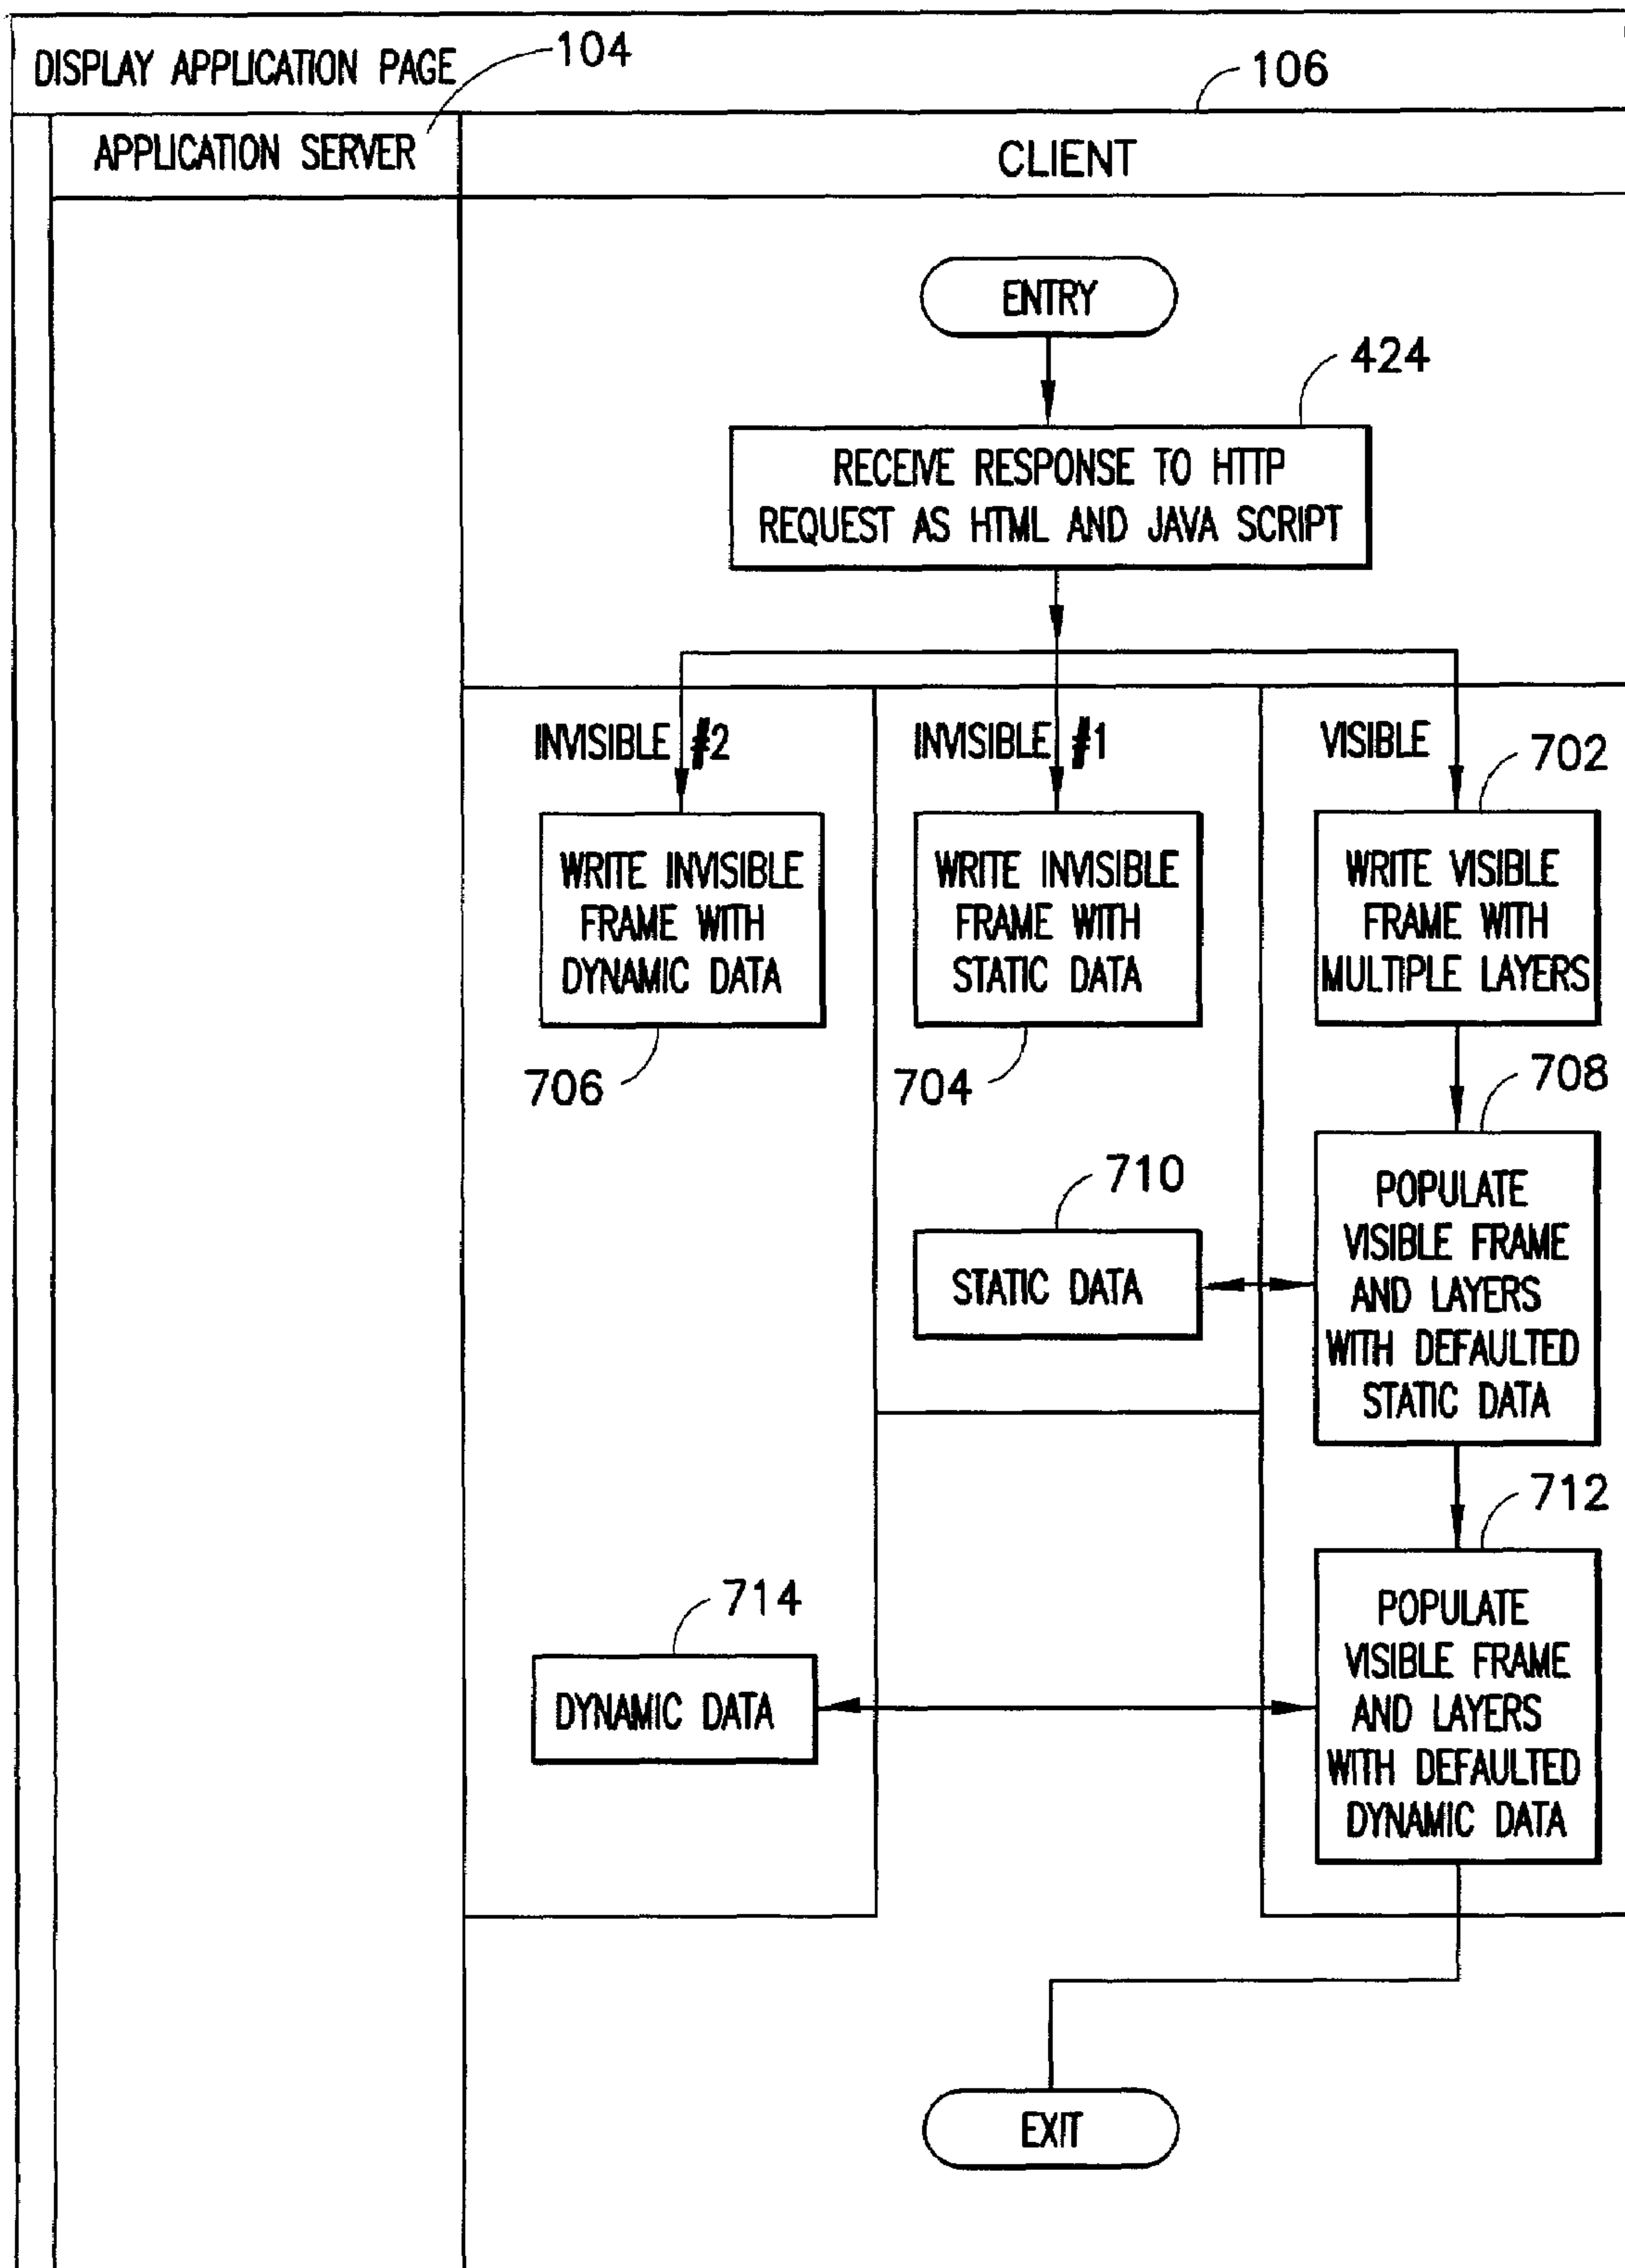 DISPLAY APPLICATION PAGE
104
106
APPLICATION SERVER
CLIENT
ENTRY
424
RECEIVE RESPONSE TO HTTP
REQUEST AS HTML AND JAVA SCRIPT
INVISIBLE #2
INVISIBLE #1
VISIBLE
702
WRITE INVISIBLE
FRAME WITH
DYNAMIC DATA
706
WRITE INVISIBLE
FRAME WITH
STATIC DATA
704
WRITE VISIBLE
FRAME WITH
MULTIPLE LAYERS
708
710
STATIC DATA
POPULATE
VISIBLE FRAME
AND LAYERS
WITH DEFAULTED
STATIC DATA
712
714
DYNAMIC DATA
POPULATE
VISIBLE FRAME
AND LAYERS
WITH DEFAULTED
DYNAMIC DATA
EXIT